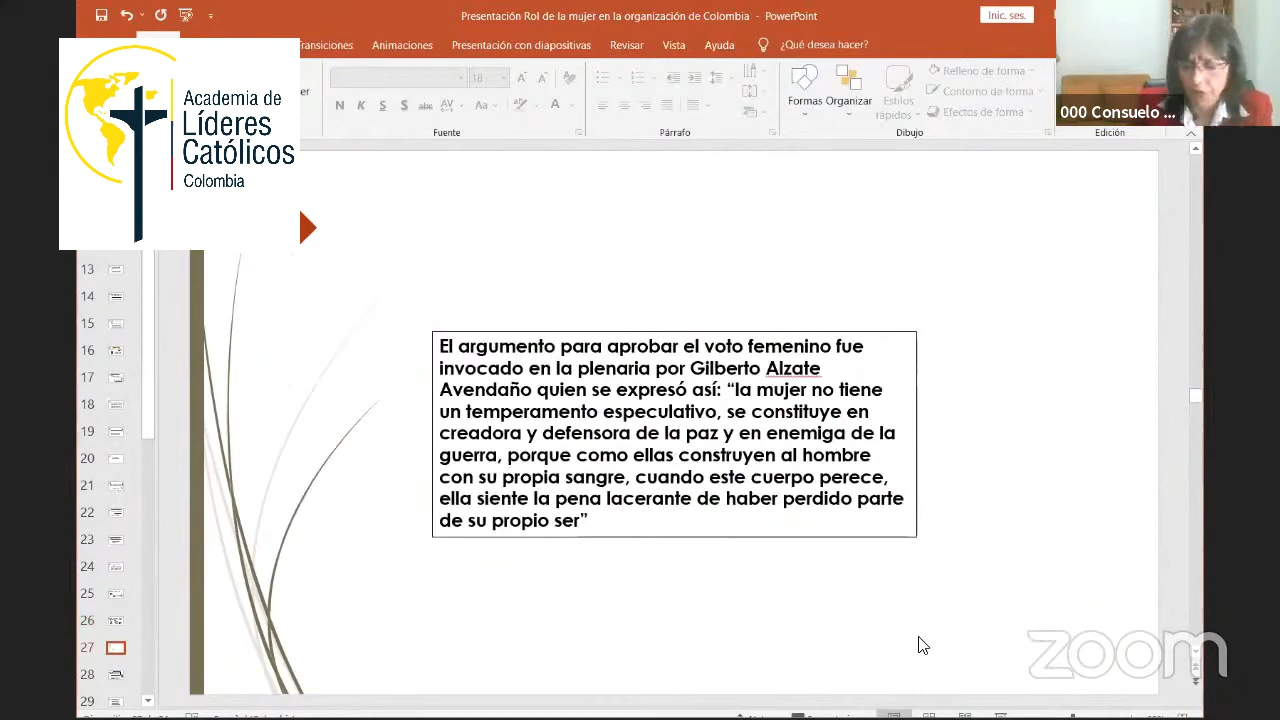 Presentación Rol de la mujer en la organización de Colombia - PowerPoint
Inic. ses.
ransiciones
Animaciones
Presentación con diapositivas
Revisar
Vista
Ayuda
¿Qué desea hacer?
18
Relleno de forma
Contorno de forma
Efectos de forma
Formas
Organizar
Estilos
rápidos
er
N K S S abc AV Aa A
Fuente
Párrafo
Dibujo
Edición
000 Consuelo ...
Academia de
Líderes
Católicos
Colombia
13
14
15
16
17
18
19
20
21
22
23
24
25
26
27
28
29
El argumento para aprobar el voto femenino fue
invocado en la plenaria por Gilberto Alzate
Avendaño quien se expresó así: “la mujer no tiene
un temperamento especulativo, se constituye en
creadora y defensora de la paz y en enemiga de la
guerra, porque como ellas construyen al hombre
con su propia sangre, cuando este cuerpo perece,
ella siente la pena lacerante de haber perdido parte
de su propio ser”
zoom